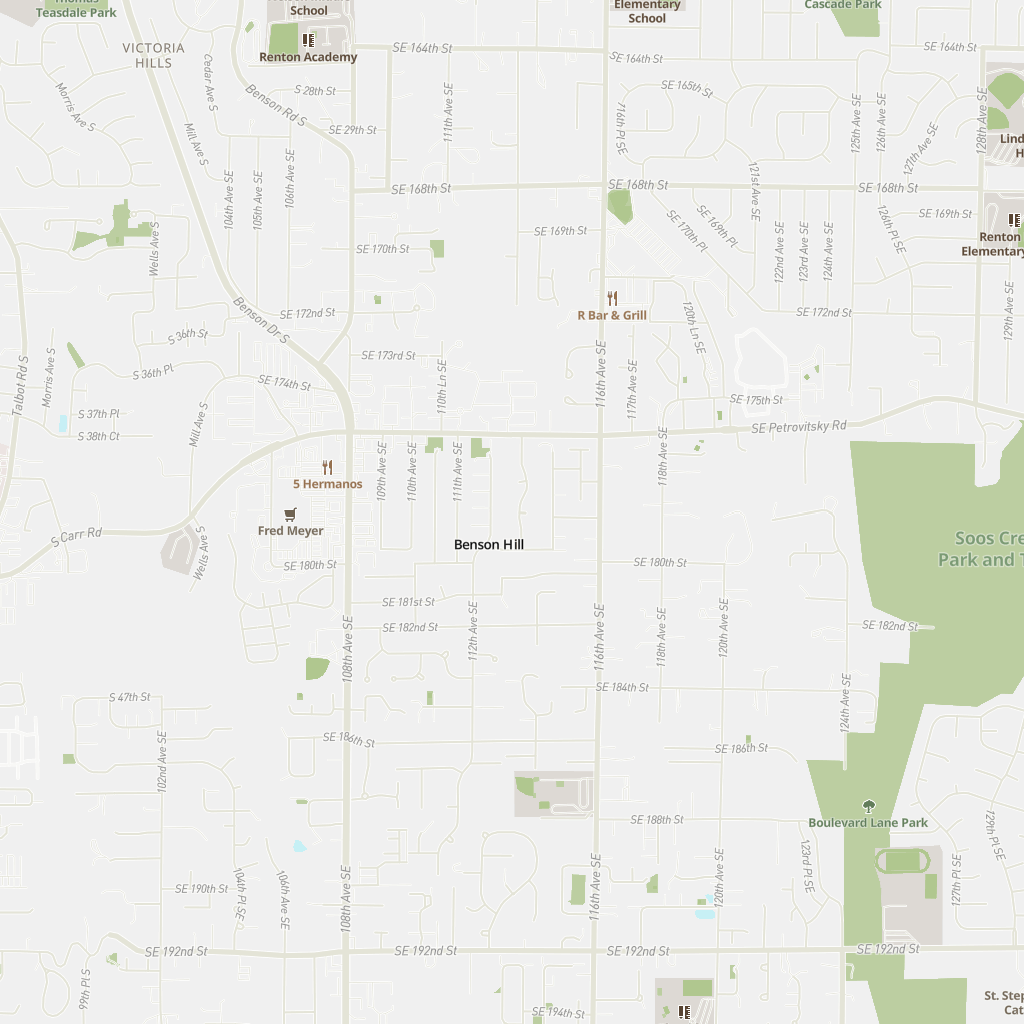 Teasdale Park
School
Elementary
School
Cascade Park
VICTORIA
HILLS
Renton Academy
SE 164th St
SE 164th St
SE 164th St
Cedar Ave S
Morris Ave S
Benson Rd S
S 28th St
111th Ave SE
SE 165th St
116th Pl SE
125th Ave SE
126th Ave SE
128th Ave SE
127th Ave SE
Mill Ave S
SE 29th St
104th Ave SE
105th Ave SE
106th Ave SE
SE 168th St
SE 168th St
SE 168th St
121st Ave SE
SE 169th St
SE 169th St
SE 169th Pl
SE 170th Pl
126th Pl SE
Renton
Elementary
Wells Ave S
SE 170th St
122nd Ave SE
123rd Ave SE
124th Ave SE
129th Ave SE
R Bar & Grill
SE 172nd St
SE 172nd St
Benson Dr S
120th Ln SE
S 36th St
SE 173rd St
S 36th Pl
SE 174th St
Talbot Rd S
Morris Ave S
110th Ln SE
116th Ave SE
117th Ave SE
SE 175th St
S 37th Pl
S 38th Ct
Mill Ave S
SE Petrovitsky Rd
5 Hermanos
109th Ave SE
110th Ave SE
111th Ave SE
118th Ave SE
Fred Meyer
S Carr Rd
Wells Ave S
Benson Hill
SE 180th St
SE 180th St
SE 181st St
SE 182nd St
SE 182nd St
108th Ave SE
112th Ave SE
116th Ave SE
118th Ave SE
120th Ave SE
S 47th St
SE 184th St
124th Ave SE
102nd Ave SE
SE 186th St
SE 186th St
Boulevard Lane Park
SE 188th St
123rd Pl SE
129th Pl SE
127th Pl SE
SE 190th St
104th Pl SE
106th Ave SE
108th Ave SE
116th Ave SE
120th Ave SE
SE 192nd St
SE 192nd St
SE 192nd St
SE 192nd St
99th Pl S
SE 194th St